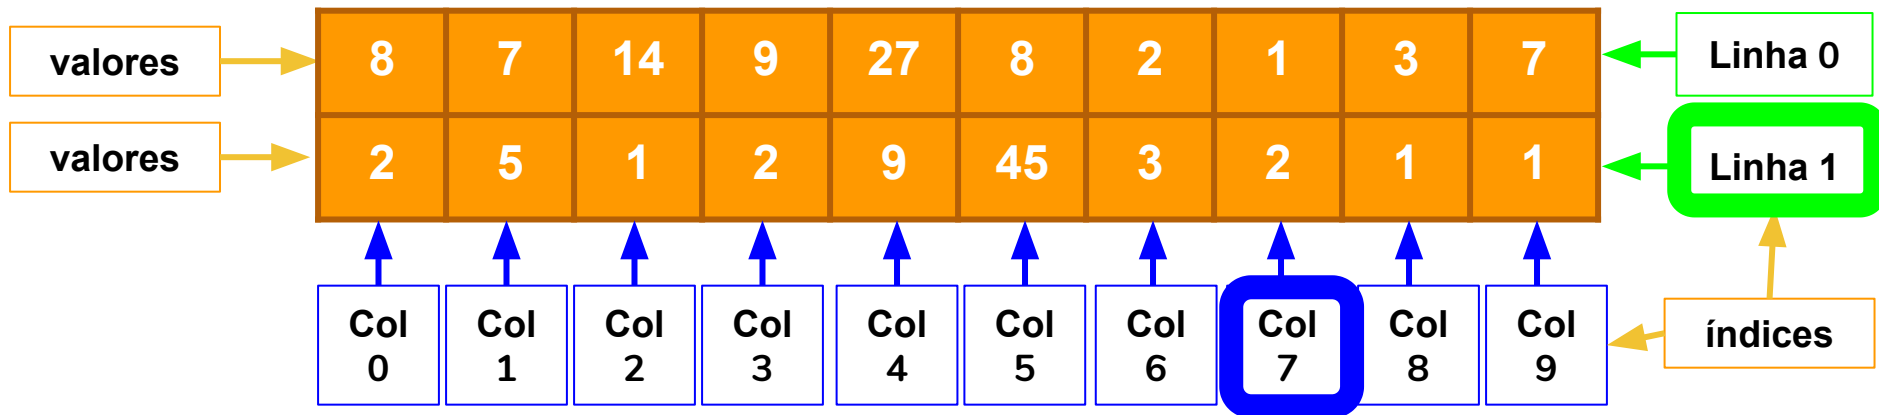 valores 8 7 14 9 27 8 2 1 3 7 Linha 0
valores 2 5 1 2 9 45 3 2 1 1 Linha 1
Col Col Col Col Col Col Col Col Col Col índices
0 1 2 3 4 5 6 7 8 9